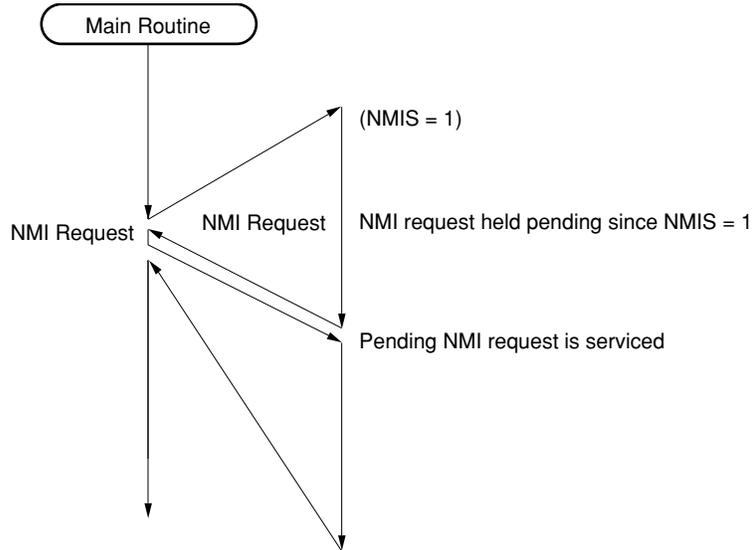 Main Routine
(NMIS = 1)
NMI Request
NMI Request
NMI request held pending since NMIS = 1
Pending NMI request is serviced